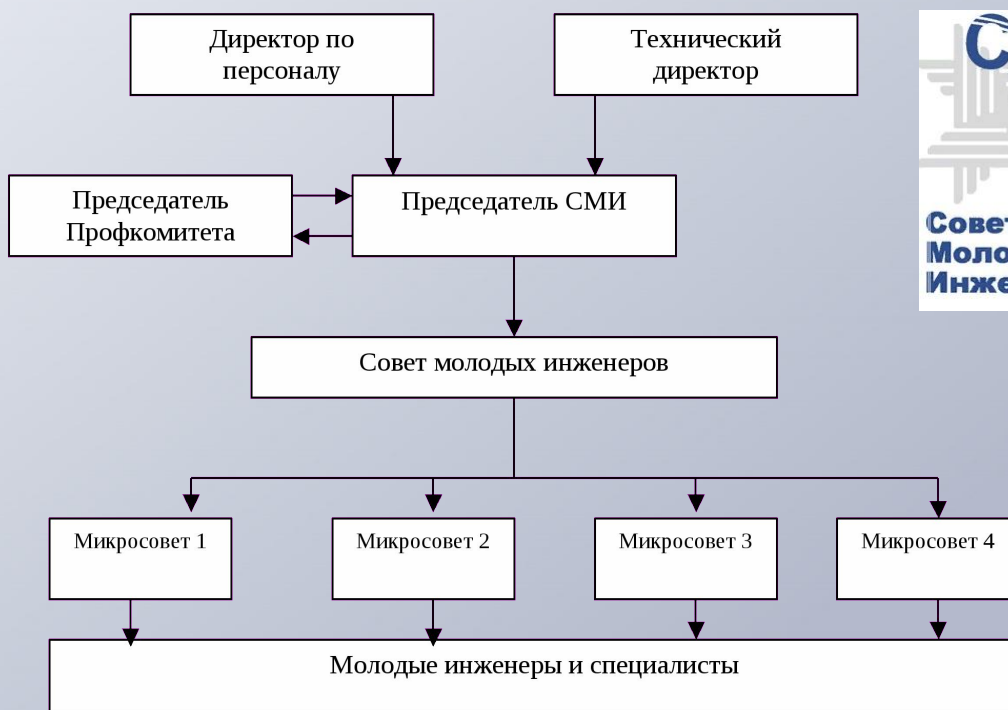 Директор по
персоналу
Технический
директор
Председатель
Профкомитета
Председатель СМИ
Совет молодых инженеров
Микросовет 1
Микросовет 2
Микросовет 3
Микросовет 4
Молодые инженеры и специалисты